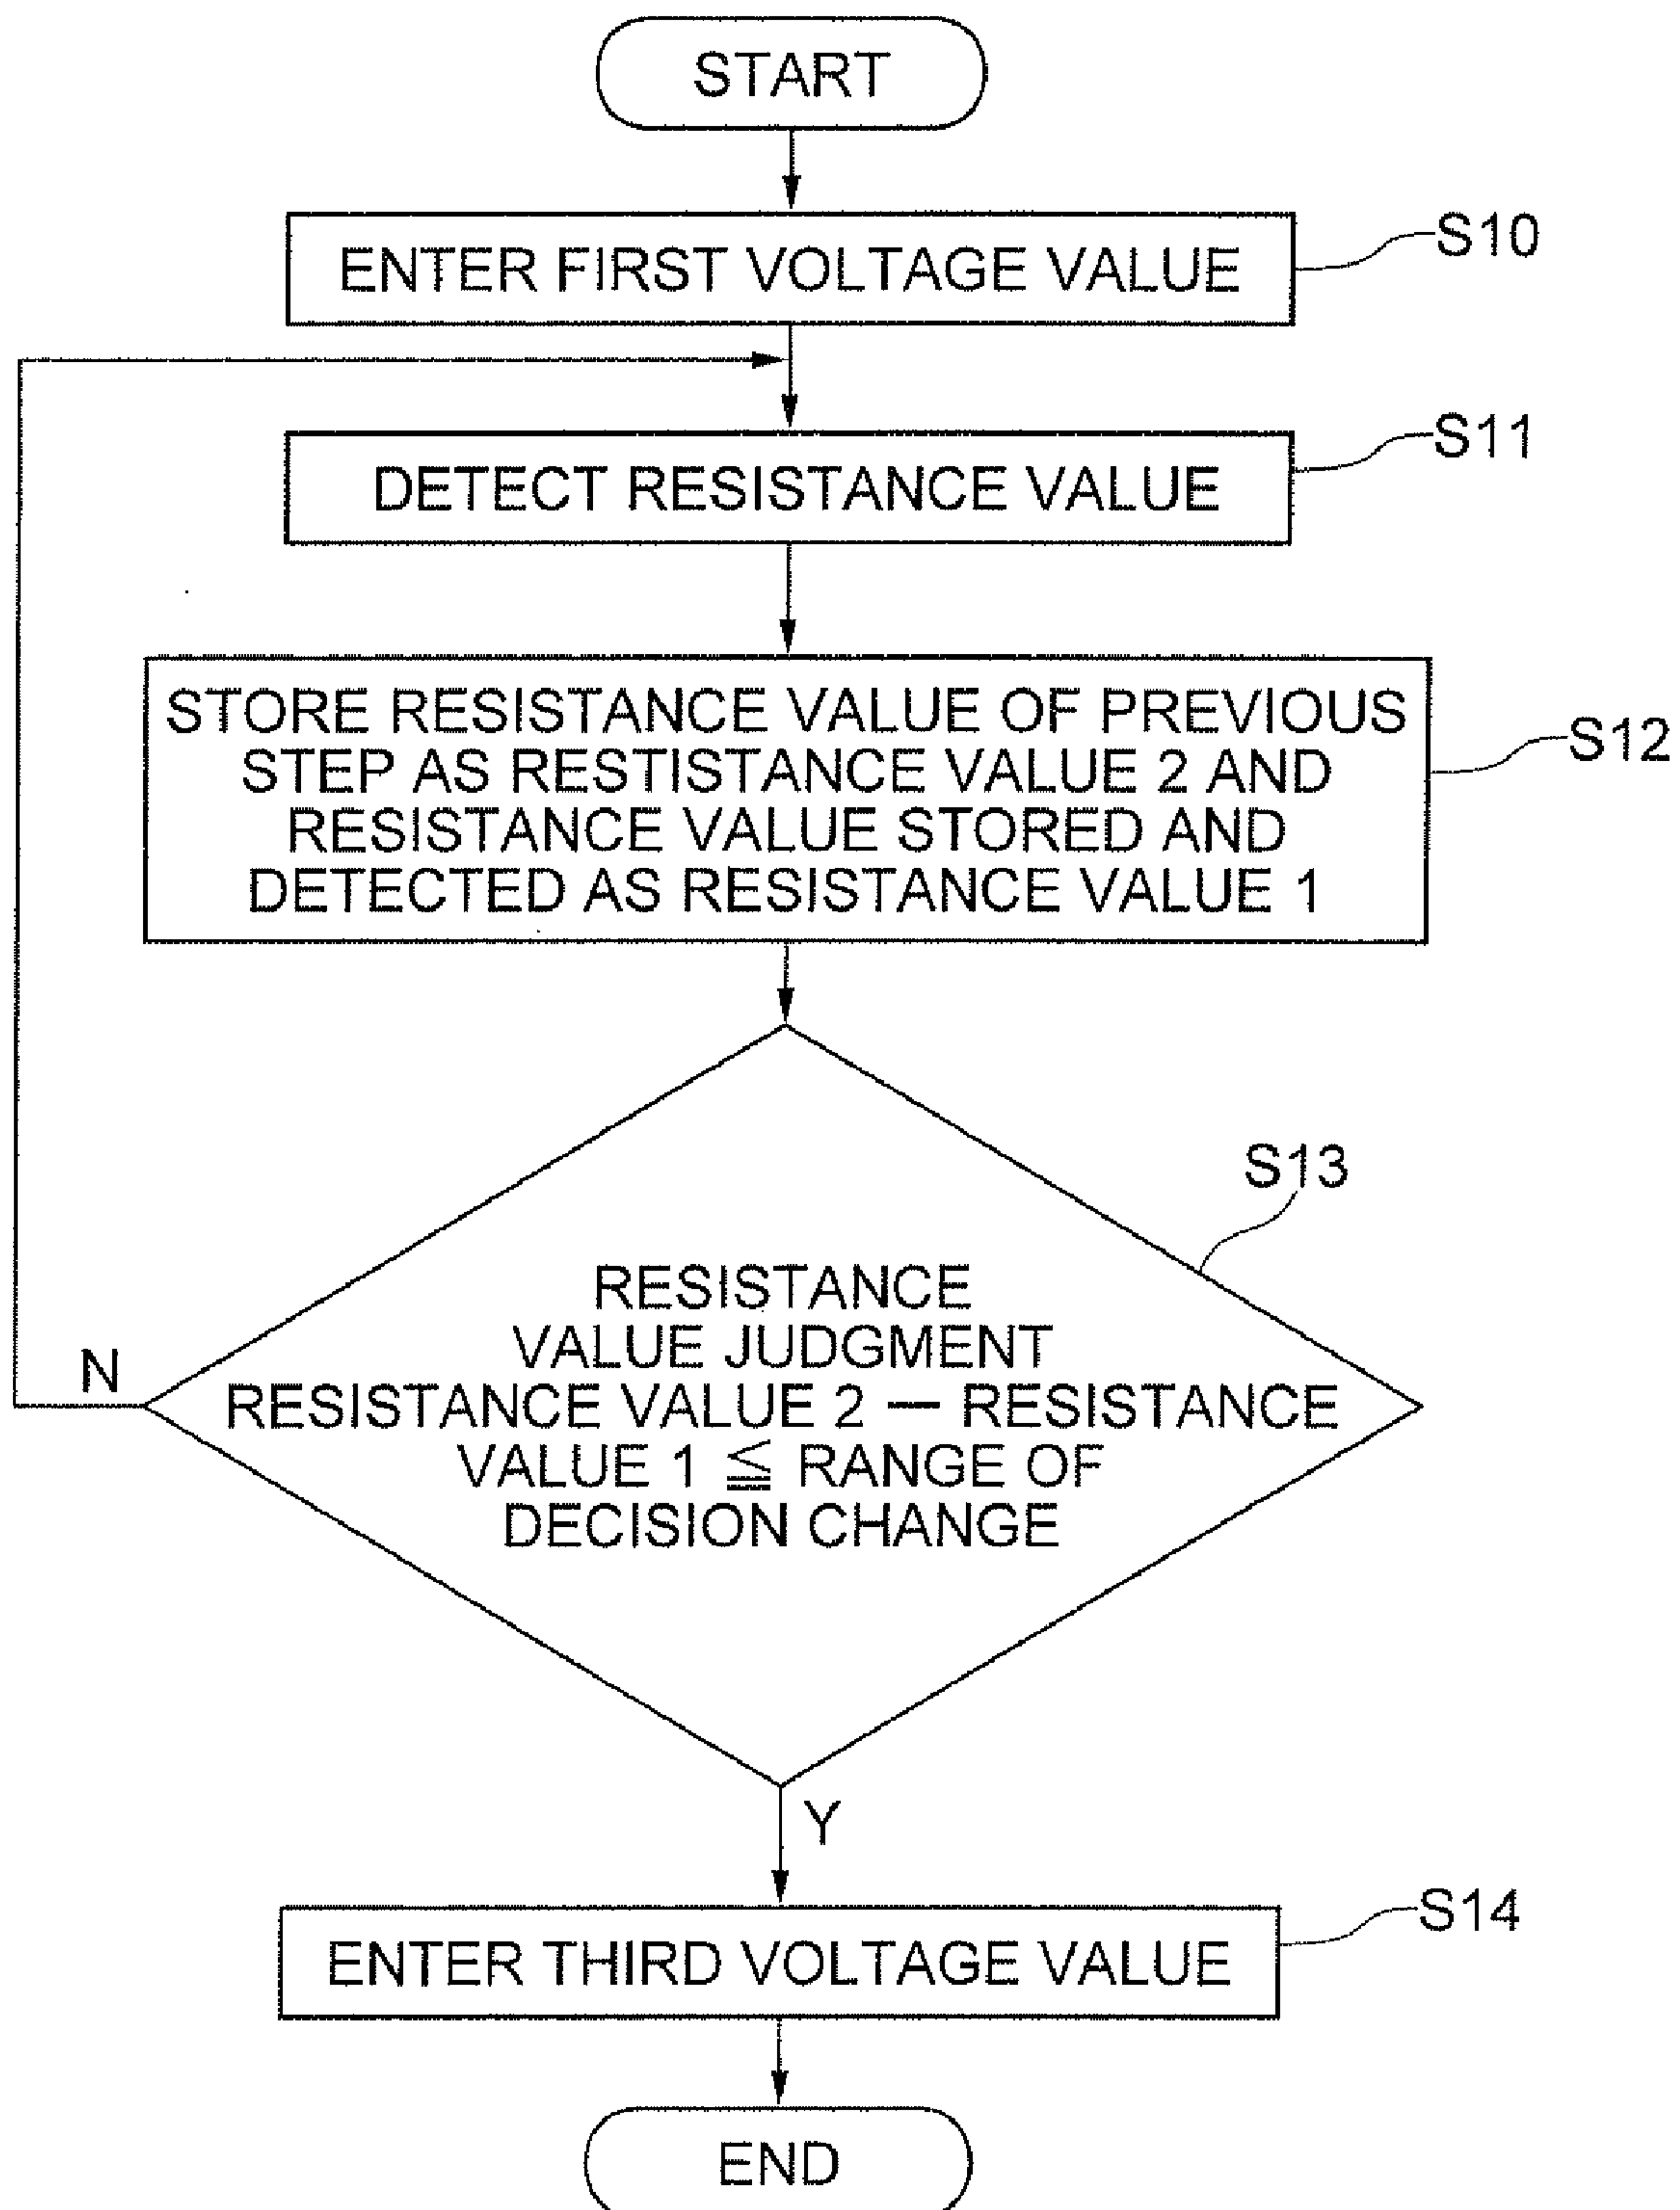 START
ENTER FIRST VOLTAGE VALUE
S10
DETECT RESISTANCE VALUE
S11
STORE RESISTANCE VALUE OF PREVIOUS
STEP AS RESTISTANCE VALUE 2 AND
RESISTANCE VALUE STORED AND
DETECTED AS RESISTANCE VALUE 1
S12
S13
RESISTANCE
VALUE JUDGMENT
RESISTANCE VALUE 2 — RESISTANCE
VALUE 1 ≦ RANGE OF
DECISION CHANGE
N
Y
ENTER THIRD VOLTAGE VALUE
S14
END